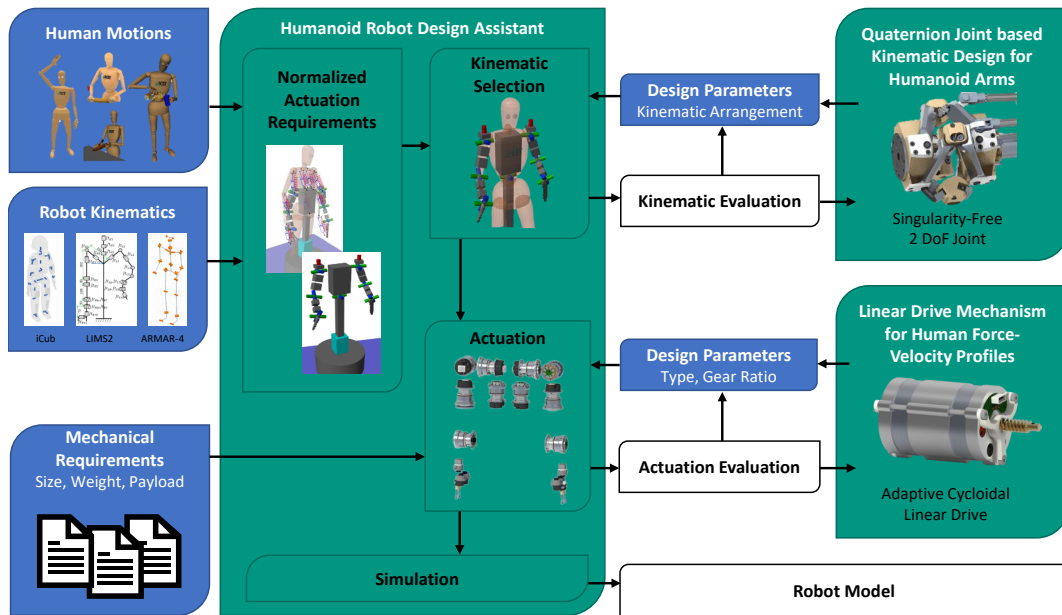 Human Motions
Humanoid Robot Design Assistant
Normalized
Actuation
Requirements
Kinematic
Selection
Design Parameters
Kinematic Arrangement
Quaternion Joint based
Kinematic Design for
Humanoid Arms
Kinematic Evaluation
Singularity-Free
2 DoF Joint
Robot Kinematics
iCub
LIMS2
ARMAR-4
Actuation
Design Parameters
Type, Gear Ratio
Linear Drive Mechanism
for Human Force-
Velocity Profiles
Mechanical
Requirements
Size, Weight, Payload
Actuation Evaluation
Adaptive Cycloidal
Linear Drive
Simulation
Robot Model